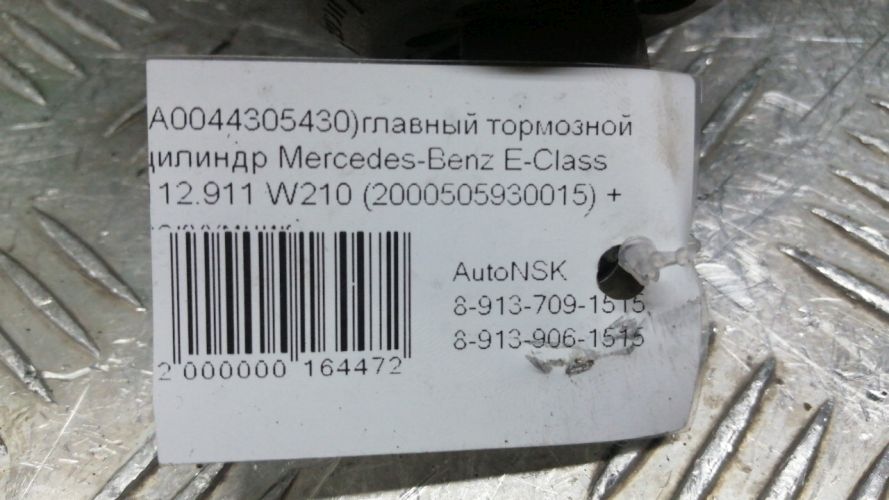 A0044305430)главный тормозной
цилиндр Mercedes-Benz E-Class
112.911 W210 (2000505930015) +
AutoNSK
8-913-709-1515,
8-913-906-1515
2 000000 164472